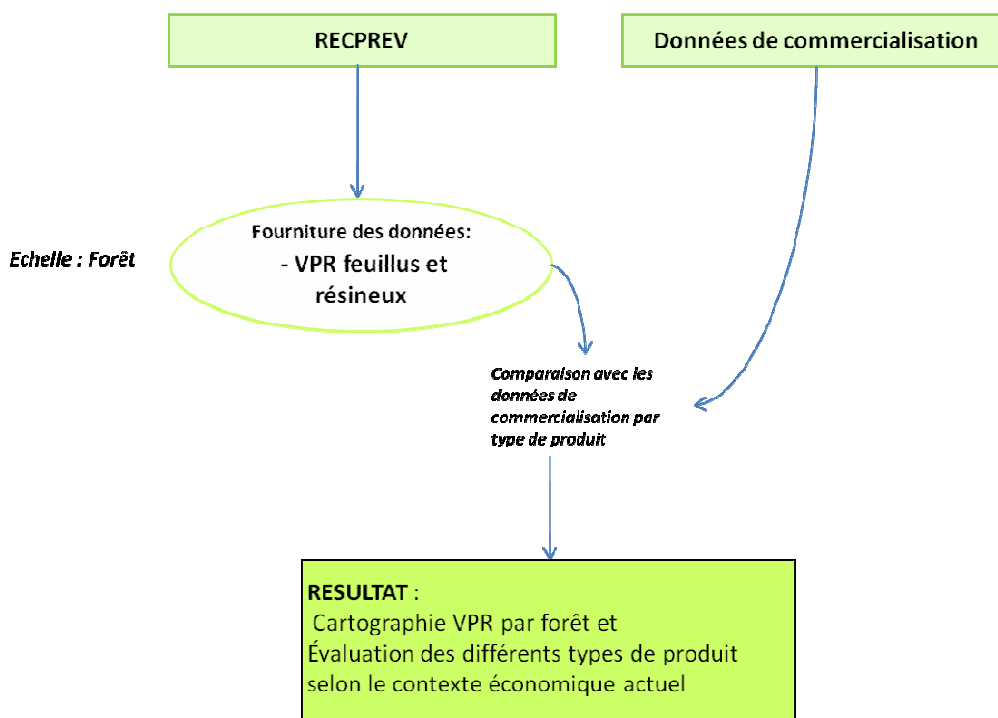 RECPREV
Données de commercialisation
Fourniture des données:
- VPR feuillus et
résineux
Echelle : Forêt
Comparaison avec les
données de
commercialisation par
type de produit
RESULTAT :
Cartographie VPR par forêt et
Évaluation des différents types de produit
selon le contexte économique actuel